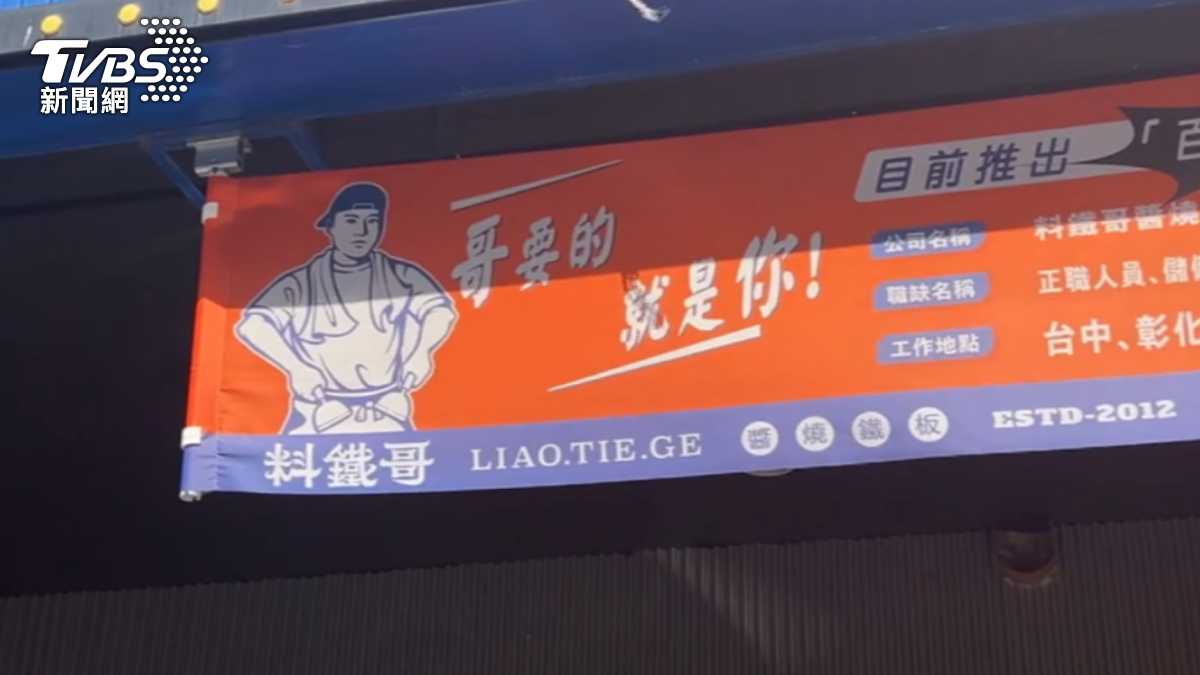 TVBS
新聞網
哥要的
就是你!
目前推出「百
公司名稱 料鐵哥醬燒
職缺名稱 正職人員、儲備
工作地點 台中、彰化
料鐵哥 LIAO.TIE.GE 醬燒鐵板 ESTD-2012